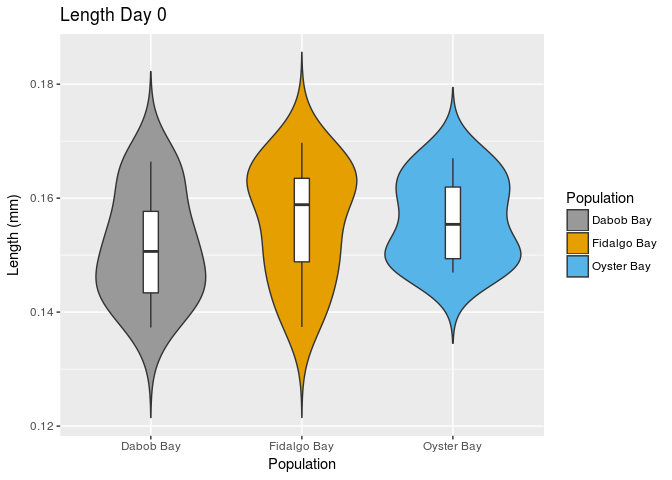 Length Day 0
0.18
0.16
0.14
0.12
Length (mm)
Dabob Bay
Fidalgo Bay
Oyster Bay
Population
Population
Dabob Bay
Fidalgo Bay
Oyster Bay